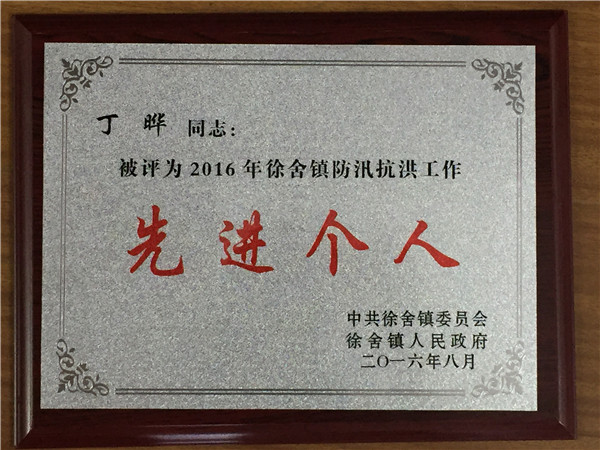 丁晔 同志：
被评为2016年徐舍镇防汛抗洪工作
先进个人
中共徐舍镇委员会
徐舍镇人民政府
二〇一六年八月